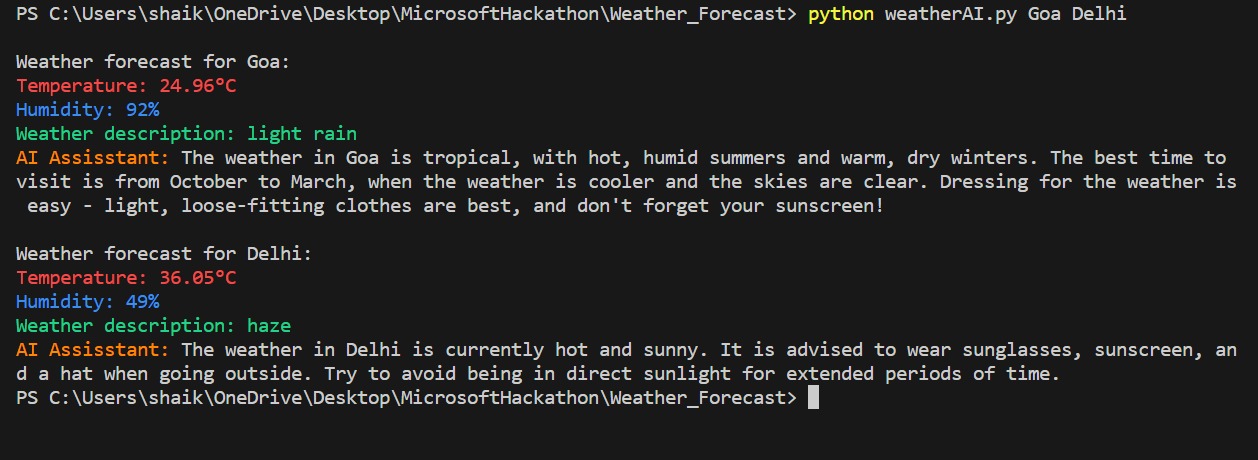 PS C:\Users\shaik\OneDrive\Desktop\MicrosoftHackathon\Weather_Forecast> python weatherAI.py Goa Delhi
Weather forecast for Goa:
Temperature: 24.96°C
Humidity: 92%
Weather description: light rain
AI Assisstant: The weather in Goa is tropical, with hot, humid summers and warm, dry winters. The best time to
visit is from October to March, when the weather is cooler and the skies are clear. Dressing for the weather is
easy - light, loose-fitting clothes are best, and don't forget your sunscreen!
Weather forecast for Delhi:
Temperature: 36.05°C
Humidity: 49%
Weather description: haze
AI Assisstant: The weather in Delhi is currently hot and sunny. It is advised to wear sunglasses, sunscreen, an
d a hat when going outside. Try to avoid being in direct sunlight for extended periods of time.
PS C:\Users\shaik\OneDrive\Desktop\MicrosoftHackathon\Weather_Forecast>